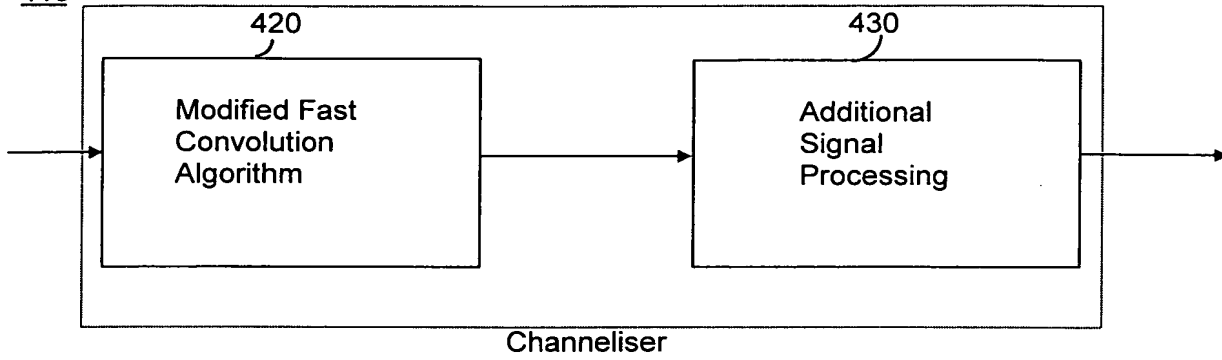 420
430
Modified Fast
Convolution
Algorithm
Additional
Signal
Processing
Channeliser